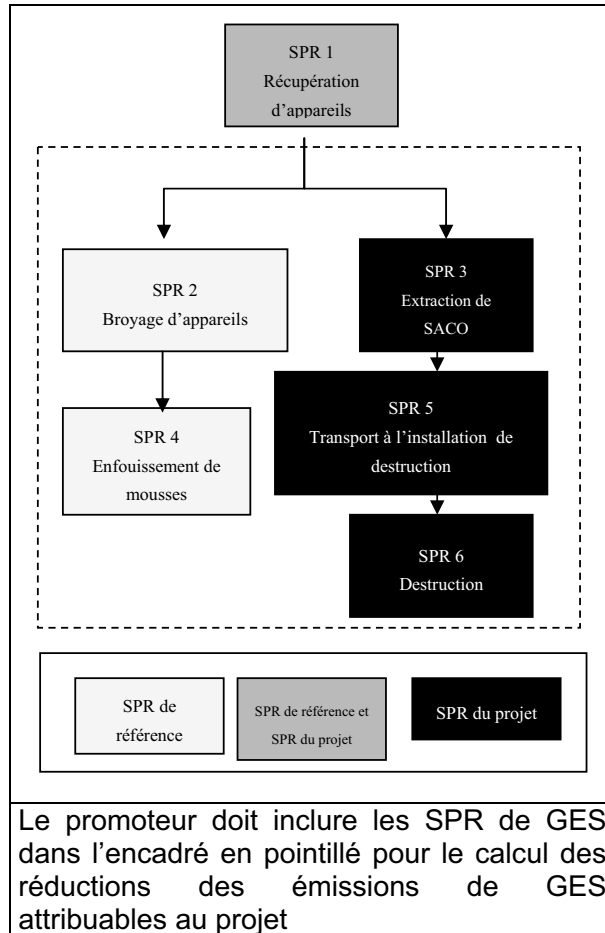 SPR 1
Récupération
d'appareils
SPR 2
Broyage d'appareils
SPR 3
Extraction de
SACO
SPR 4
Enfouissement de
mousses
SPR 5
Transport à l'installation de
destruction
SPR 6
Destruction
SPR de
référence
SPR de référence et
SPR du projet
SPR du projet
Le promoteur doit inclure les SPR de GES
dans l'encadré en pointillé pour le calcul des
réductions des émissions de GES
attribuables au projet